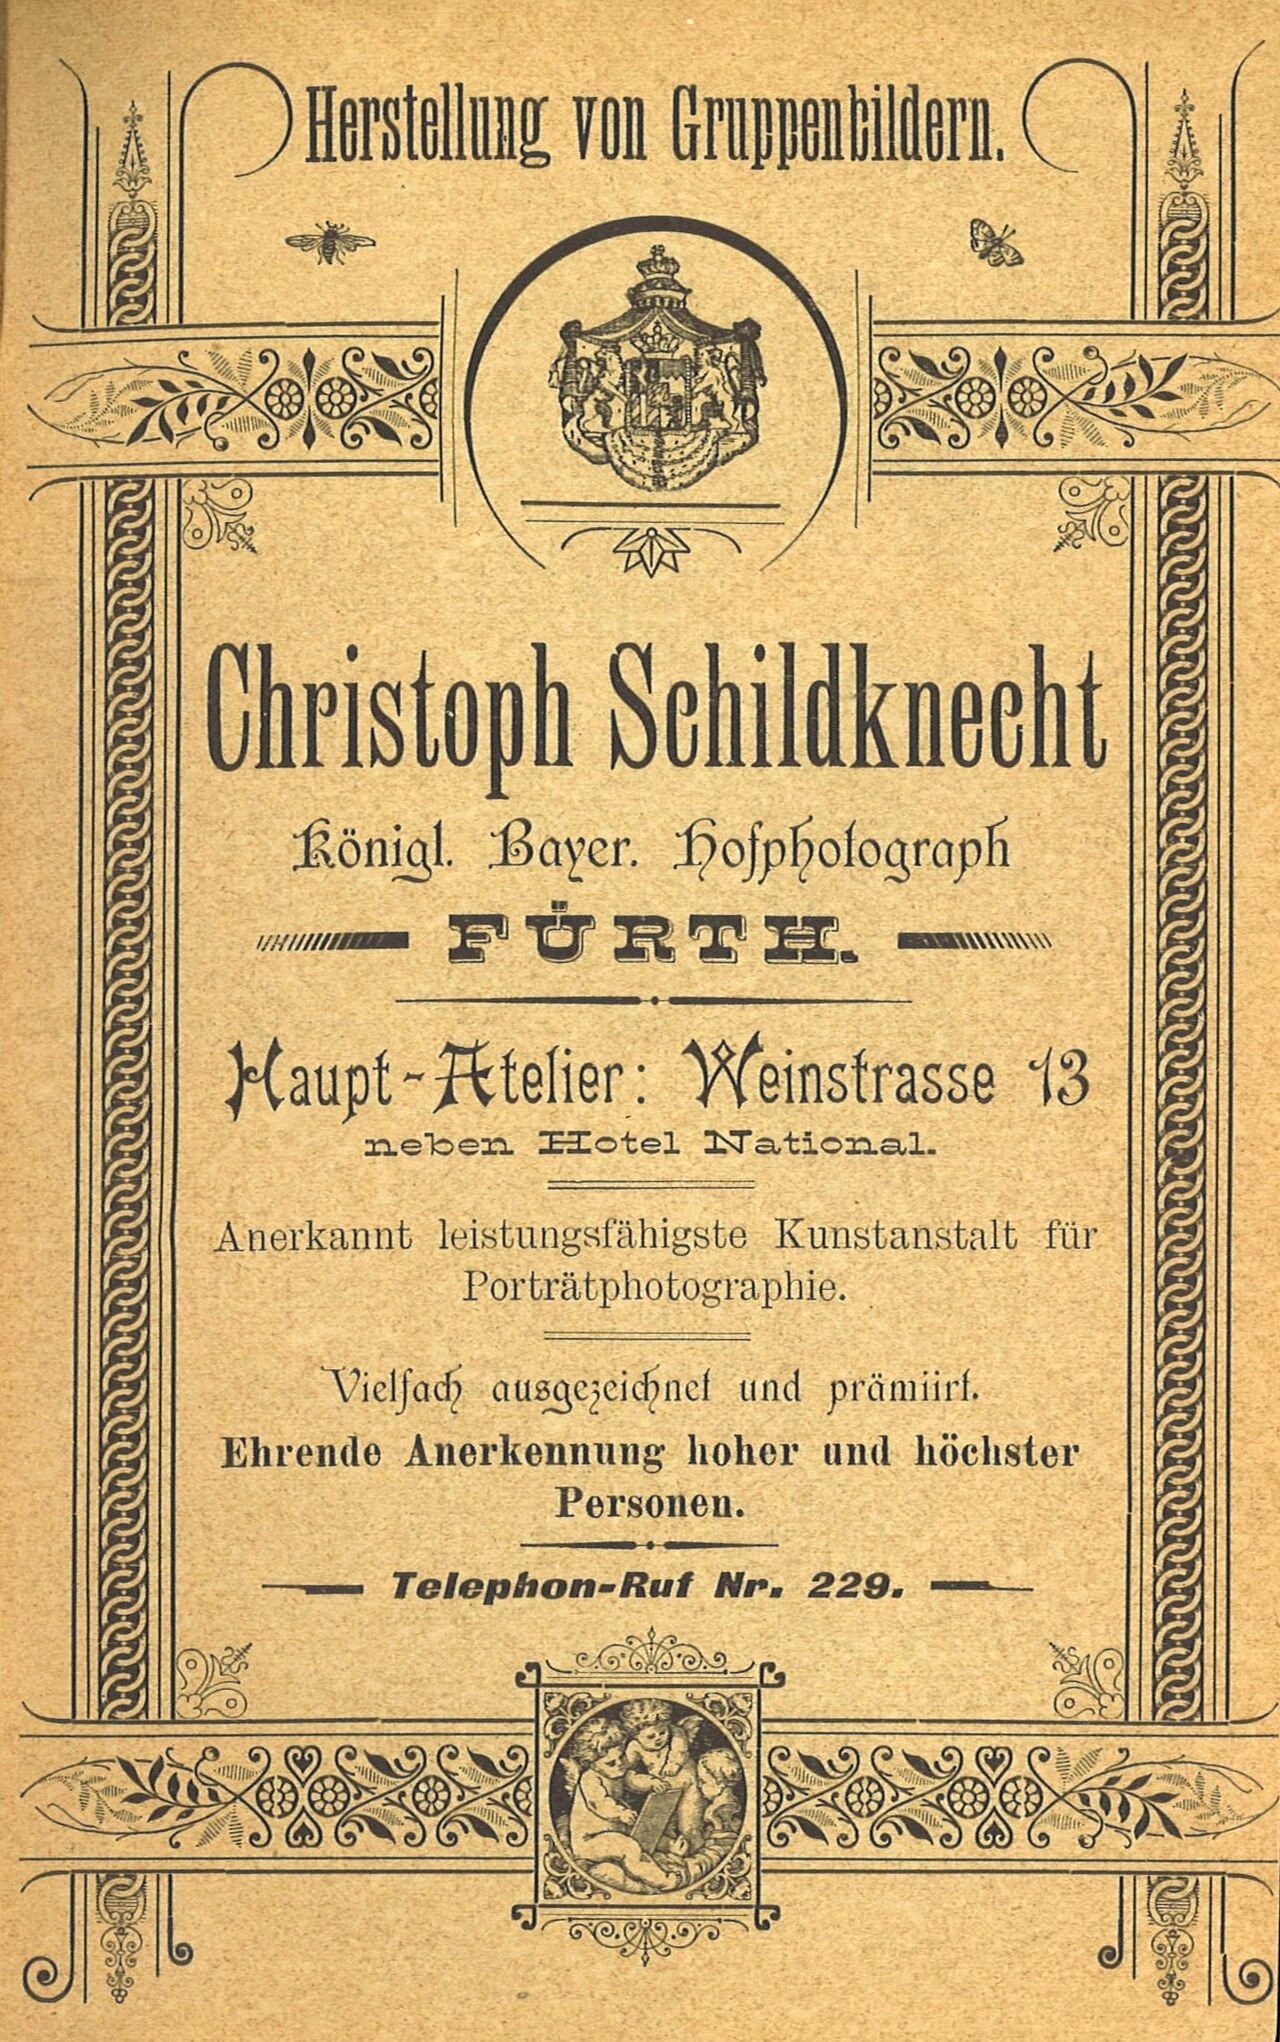 Herstellung von Gruppenbildern.
Christoph Schildknecht
Königl. Bayer. Hofphotograph
FÜRTH.
Haupt-Atelier: Weinstrasse 13
neben Hotel National.
Anerkannt leistungsfähigste Kunstanstalt für
Porträtphotographie.
Vielfach ausgezeichnet und prämiirt.
Ehrende Anerkennung hoher und höchster
Personen.
Telephon-Ruf Nr. 229.